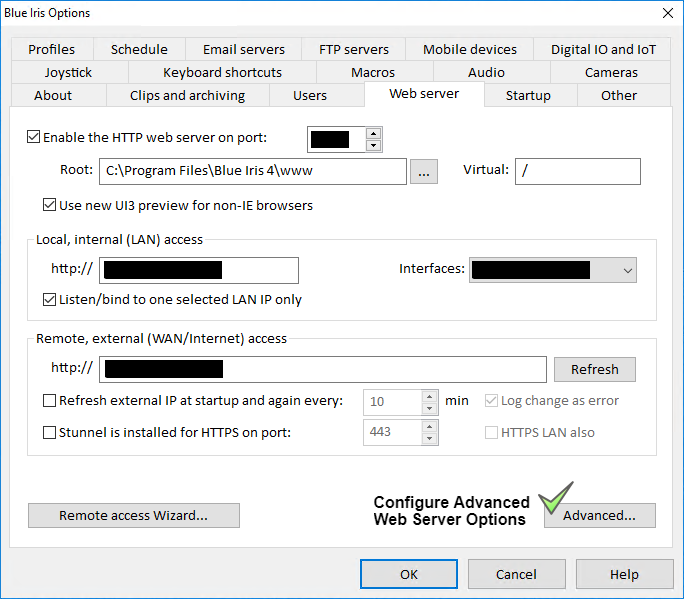 Blue Iris Options
Profiles Schedule Email servers FTP servers Mobile devices Digital IO and IoT
Joystick Keyboard shortcuts Macros Audio Cameras
About Clips and archiving Users Web server Startup Other
Enable the HTTP web server on port:
Root: C:\Program Files\Blue Iris 4\www ... Virtual: /
Use new UI3 preview for non-IE browsers
Local, internal (LAN) access
http:// Interfaces:
Listen/bind to one selected LAN IP only
Remote, external (WAN/Internet) access
http:// Refresh
Refresh external IP at startup and again every: 10 min Log change as error
Stunnel is installed for HTTPS on port: 443 HTTPS LAN also
Configure Advanced
Web Server Options
Remote access Wizard... Advanced...
OK Cancel Help